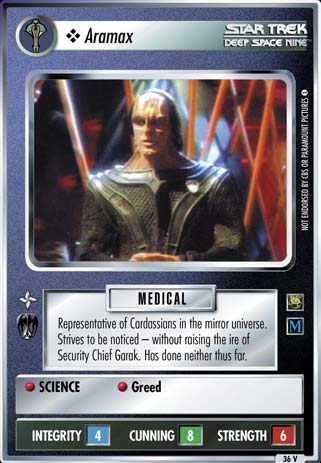 ❖ Aramax
STAR TREK
DEEP SPACE NINE
NOT ENDORSED BY CBS OR PARAMOUNT PICTURES
MEDICAL
Representative of Cardassians in the mirror universe.
Strives to be noticed – without raising the ire of
Security Chief Garak. Has done neither thus far.
M
SCIENCE Greed
INTEGRITY 4 CUNNING 8 STRENGTH 6
36 V